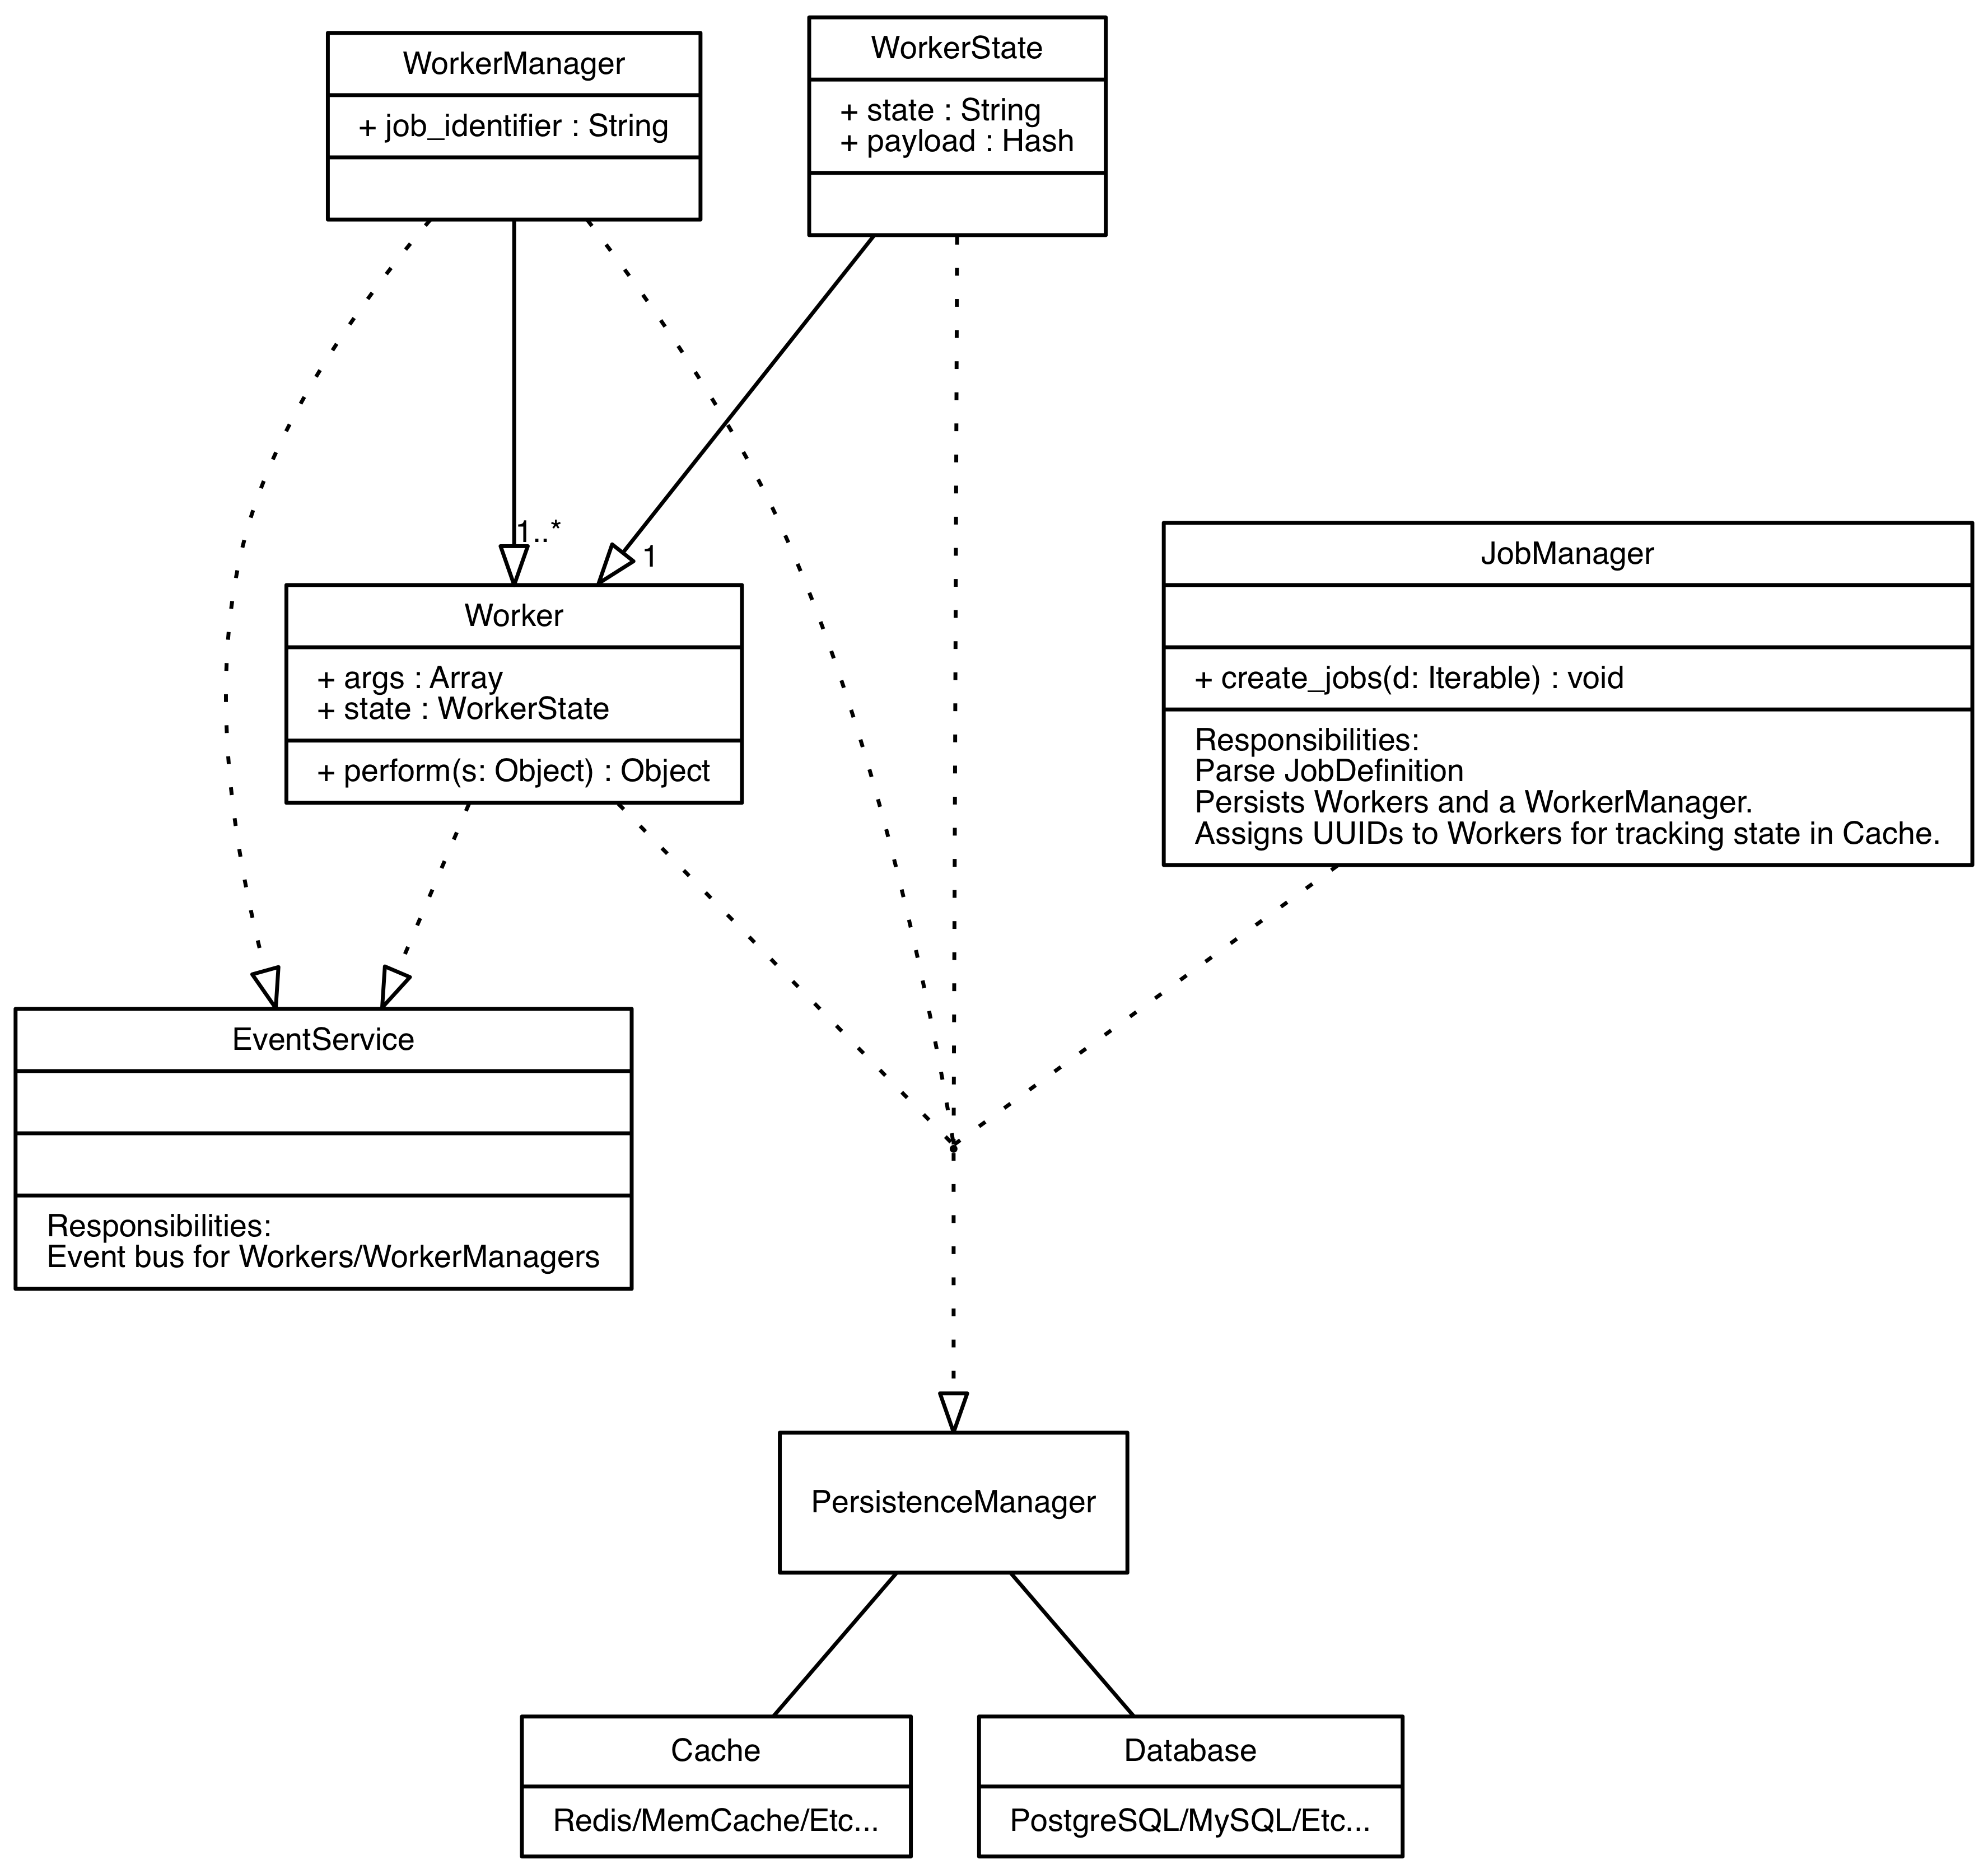 WorkerManager
+ job_identifier : String
WorkerState
+ state : String
+ payload : Hash
1..*
1
Worker
+ args : Array
+ state : WorkerState
+ perform(s: Object) : Object
JobManager
+ create_jobs(d: Iterable) : void
Responsibilities:
Parse JobDefinition
Persists Workers and a WorkerManager.
Assigns UUIDs to Workers for tracking state in Cache.
EventService
Responsibilities:
Event bus for Workers/WorkerManagers
PersistenceManager
Cache
Redis/MemCache/Etc...
Database
PostgreSQL/MySQL/Etc...